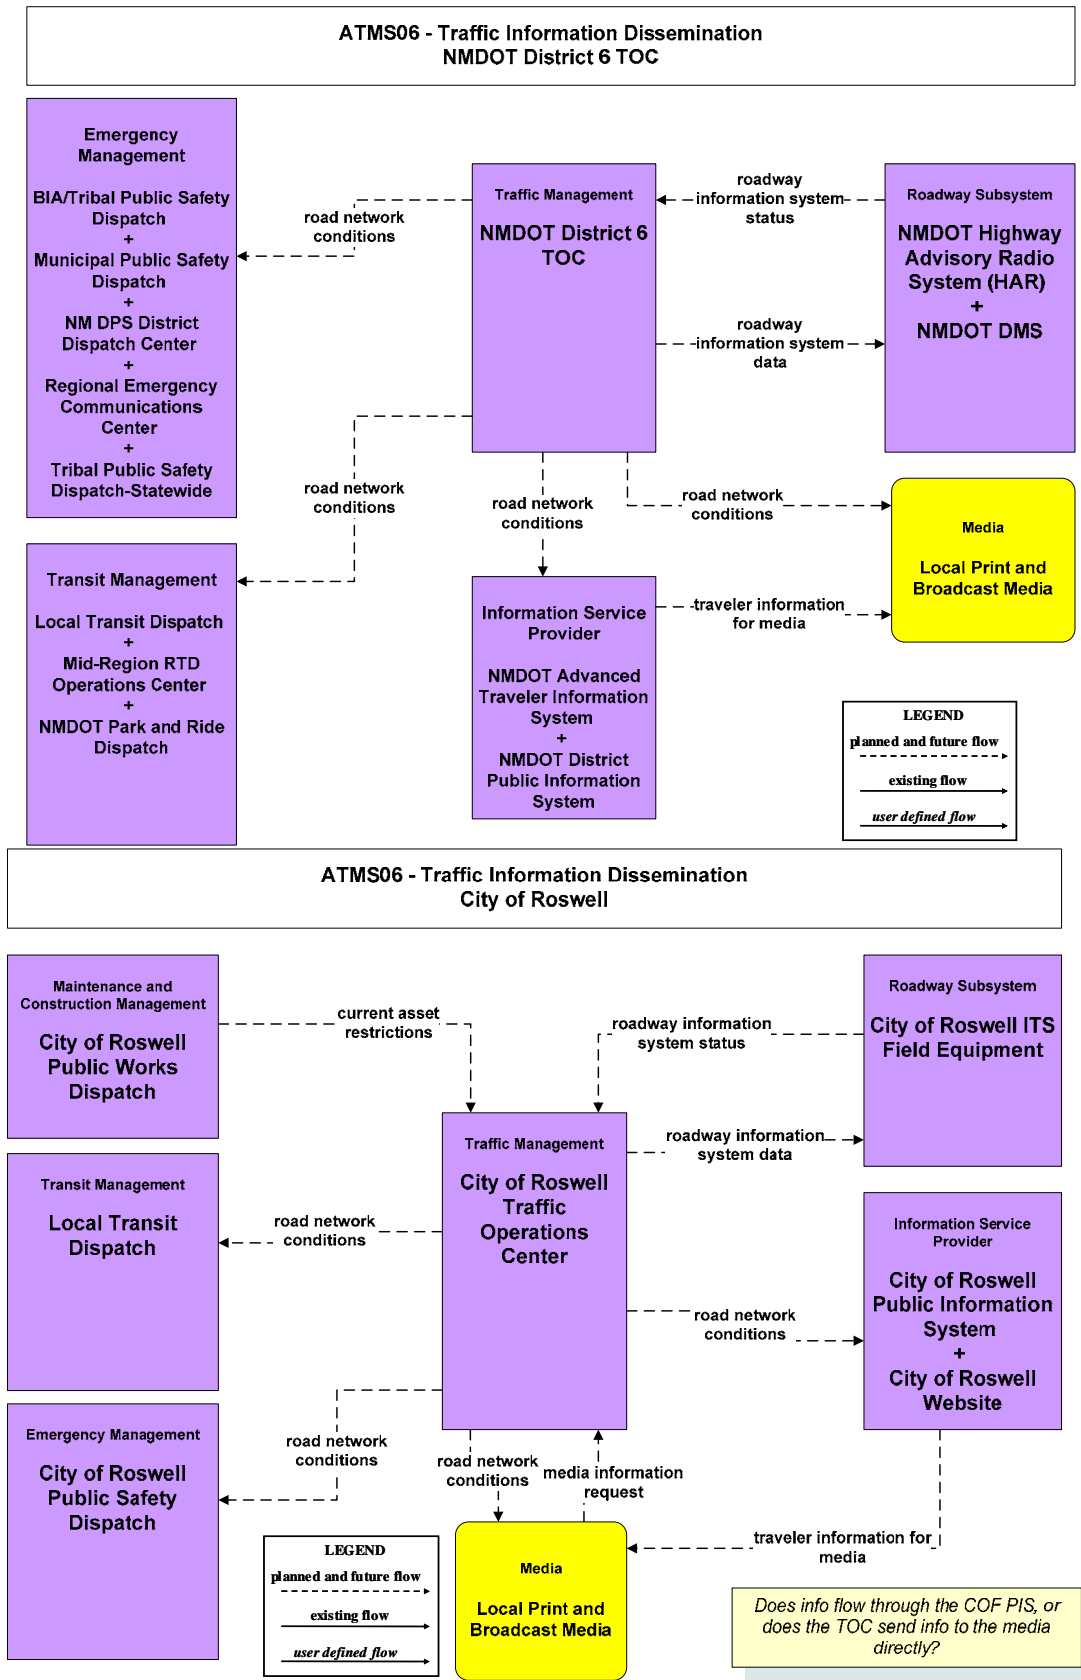 ATMS06 - Traffic Information Dissemination
NMDOT District 6 TOC
Emergency
Management
BIA/Tribal Public Safety
Dispatch
+
Municipal Public Safety
Dispatch
+
NM DPS District
Dispatch Center
+
Regional Emergency
Communications
Center
+
Tribal Public Safety
Dispatch-Statewide
road network
conditions
Traffic Management
NMDOT District 6
TOC
roadway
information system
status
roadway
information system
data
Roadway Subsystem
NMDOT Highway
Advisory Radio
System (HAR)
+
NMDOT DMS
road network
conditions
road network
conditions
road network
conditions
Media
Local Print and
Broadcast Media
Transit Management
Local Transit Dispatch
+
Mid-Region RTD
Operations Center
+
NMDOT Park and Ride
Dispatch
Information Service
Provider
NMDOT Advanced
Traveler Information
System
+
NMDOT District
Public Information
System
traveler information
for media
LEGEND
planned and future flow
existing flow
user defined flow
ATMS06 - Traffic Information Dissemination
City of Roswell
Maintenance and
Construction Management
City of Roswell
Public Works
Dispatch
current asset
restrictions
roadway information
system status
Roadway Subsystem
City of Roswell ITS
Field Equipment
Traffic Management
City of Roswell
Traffic
Operations
Center
roadway information
system data
Transit Management
Local Transit
Dispatch
road network
conditions
Information Service
Provider
City of Roswell
Public Information
System
+
City of Roswell
Website
road network
conditions
Emergency Management
City of Roswell
Public Safety
Dispatch
road network
conditions
road network
conditions
media information
request
traveler information for
media
LEGEND
planned and future flow
existing flow
user defined flow
Media
Local Print and
Broadcast Media
Does info flow through the COF PIS, or
does the TOC send info to the media
directly?